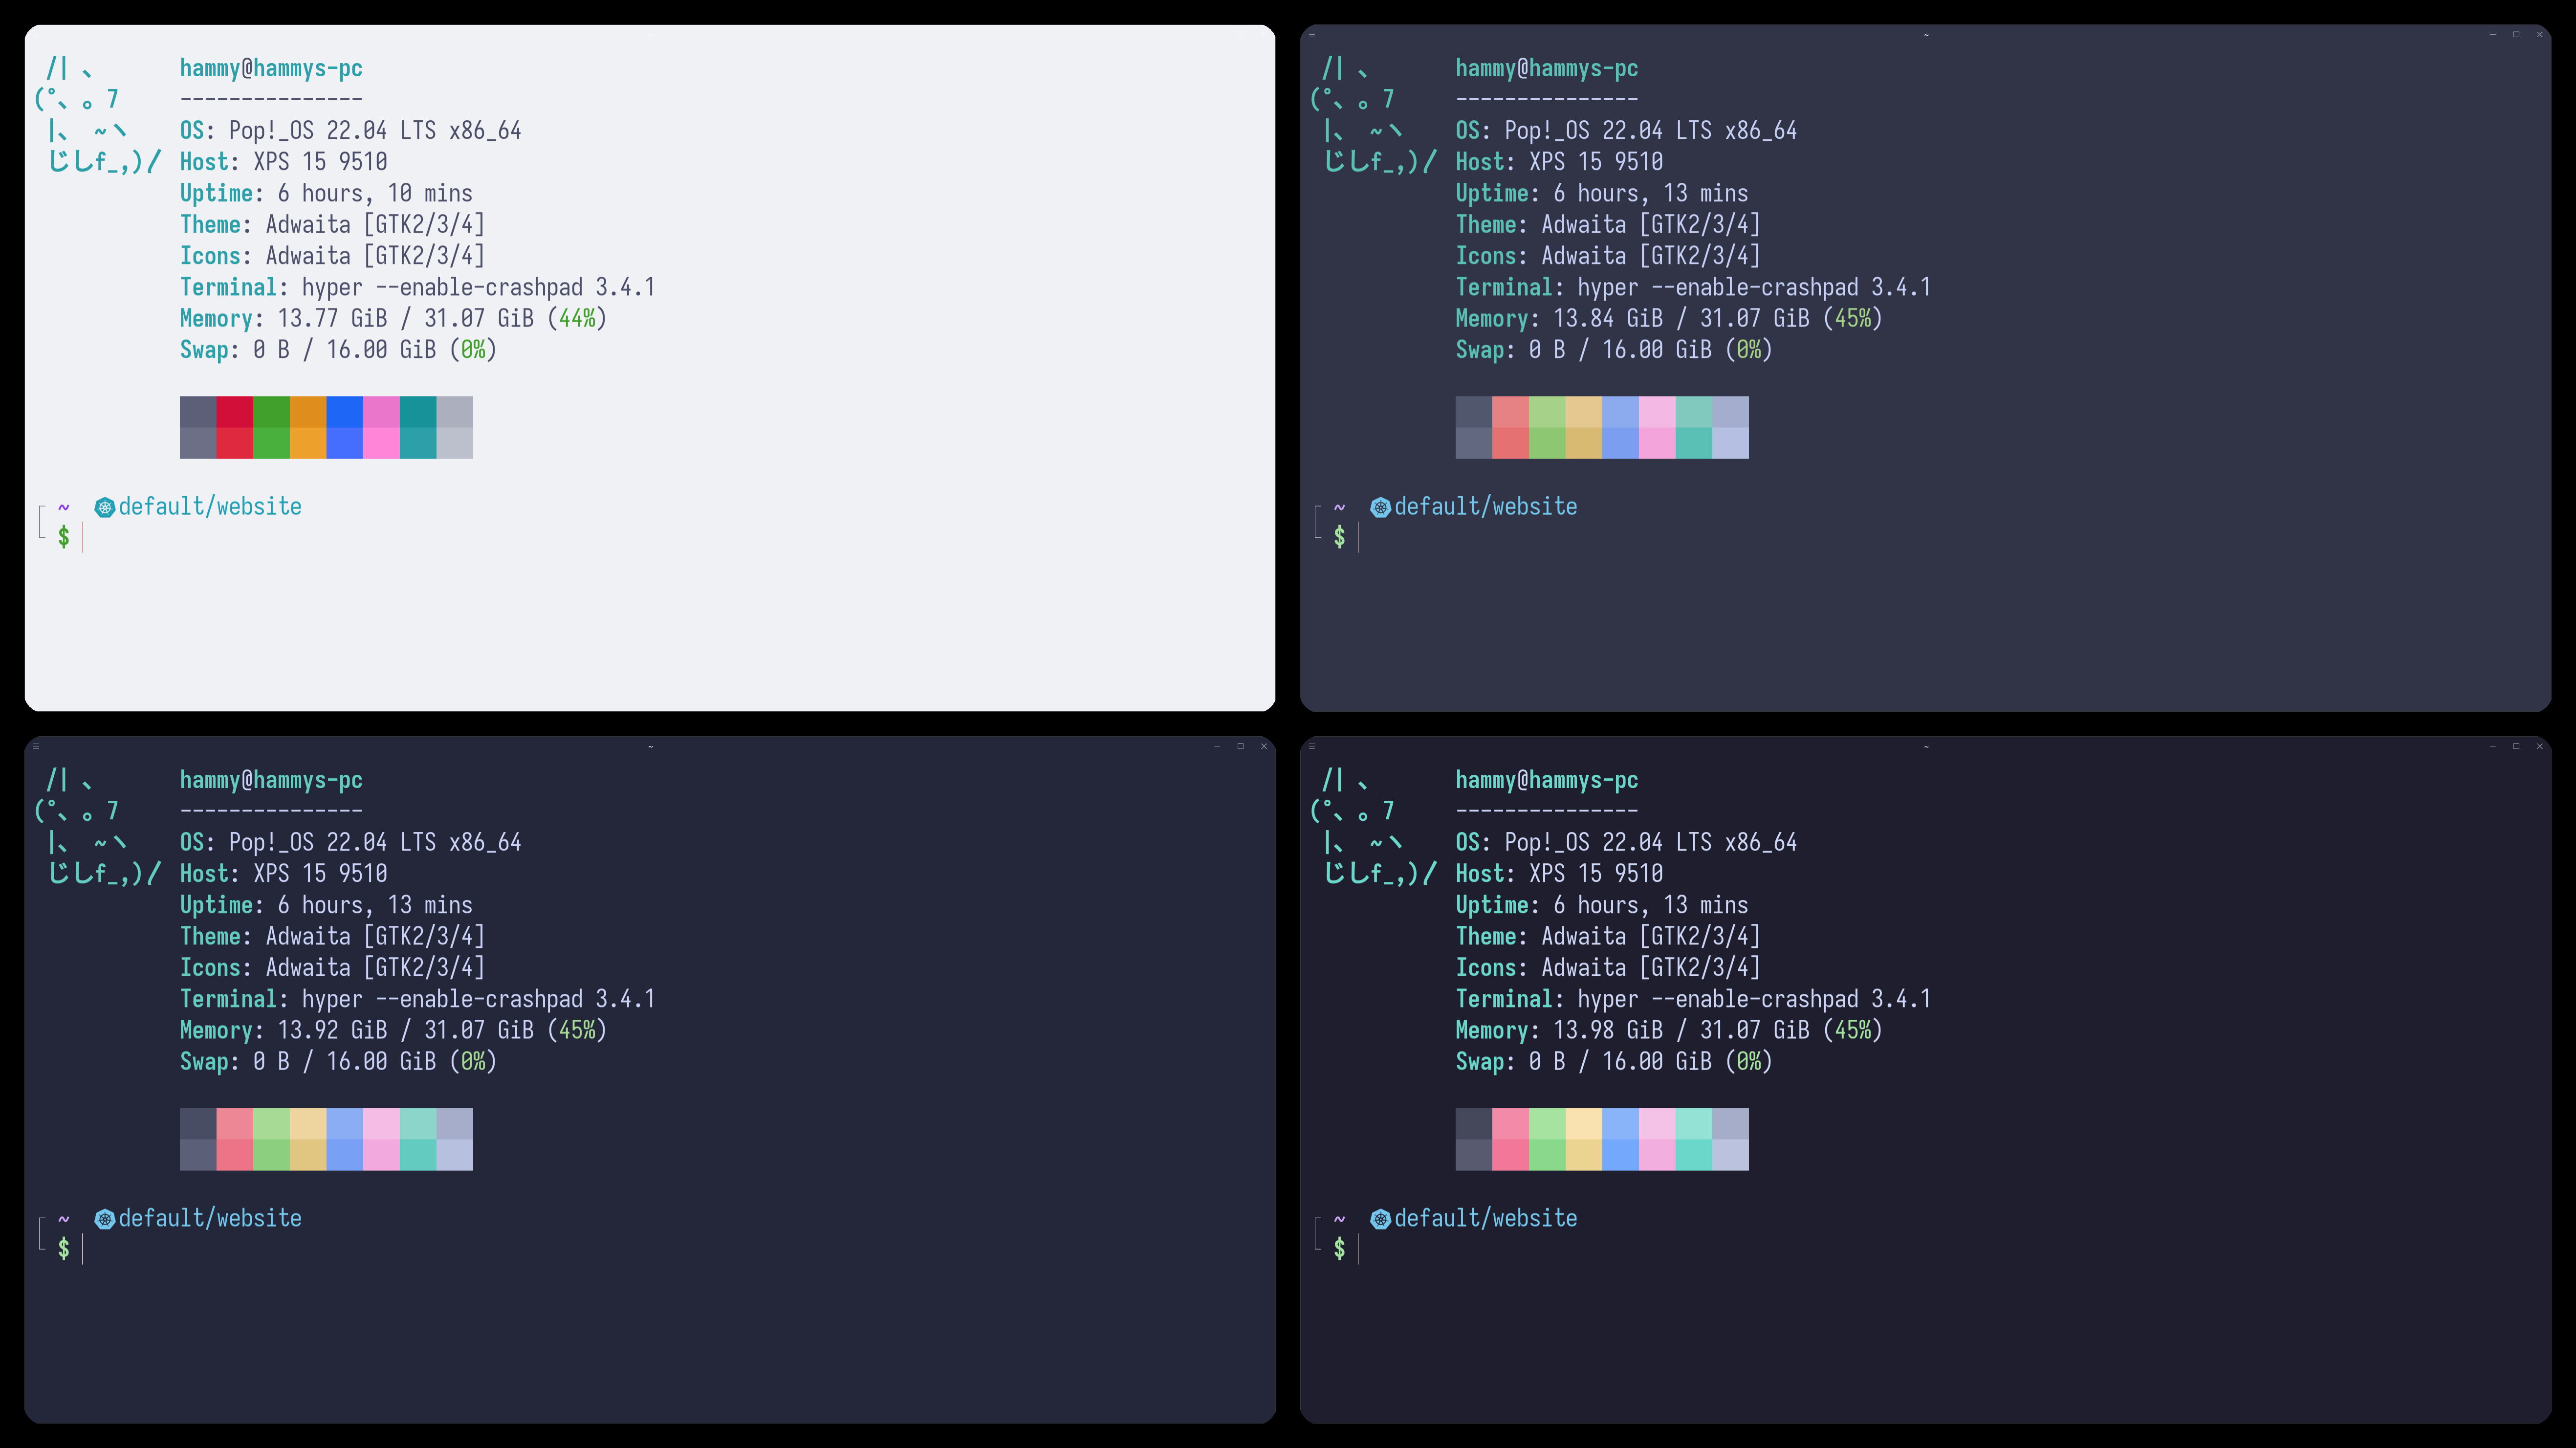 /| 、
(°、 。7
|、 ~ヽ
じしf_,)/
hammy@hammys-pc
---------------
OS: Pop!_OS 22.04 LTS x86_64
Host: XPS 15 9510
Uptime: 6 hours, 10 mins
Theme: Adwaita [GTK2/3/4]
Icons: Adwaita [GTK2/3/4]
Terminal: hyper --enable-crashpad 3.4.1
Memory: 13.77 GiB / 31.07 GiB (44%)
Swap: 0 B / 16.00 GiB (0%)
~ default/website
$
~
/| 、
(°、 。7
|、 ~ヽ
じしf_,)/
hammy@hammys-pc
---------------
OS: Pop!_OS 22.04 LTS x86_64
Host: XPS 15 9510
Uptime: 6 hours, 13 mins
Theme: Adwaita [GTK2/3/4]
Icons: Adwaita [GTK2/3/4]
Terminal: hyper --enable-crashpad 3.4.1
Memory: 13.84 GiB / 31.07 GiB (45%)
Swap: 0 B / 16.00 GiB (0%)
~ default/website
$
~
/| 、
(°、 。7
|、 ~ヽ
じしf_,)/
hammy@hammys-pc
---------------
OS: Pop!_OS 22.04 LTS x86_64
Host: XPS 15 9510
Uptime: 6 hours, 13 mins
Theme: Adwaita [GTK2/3/4]
Icons: Adwaita [GTK2/3/4]
Terminal: hyper --enable-crashpad 3.4.1
Memory: 13.92 GiB / 31.07 GiB (45%)
Swap: 0 B / 16.00 GiB (0%)
~ default/website
$
~
/| 、
(°、 。7
|、 ~ヽ
じしf_,)/
hammy@hammys-pc
---------------
OS: Pop!_OS 22.04 LTS x86_64
Host: XPS 15 9510
Uptime: 6 hours, 13 mins
Theme: Adwaita [GTK2/3/4]
Icons: Adwaita [GTK2/3/4]
Terminal: hyper --enable-crashpad 3.4.1
Memory: 13.98 GiB / 31.07 GiB (45%)
Swap: 0 B / 16.00 GiB (0%)
~ default/website
$